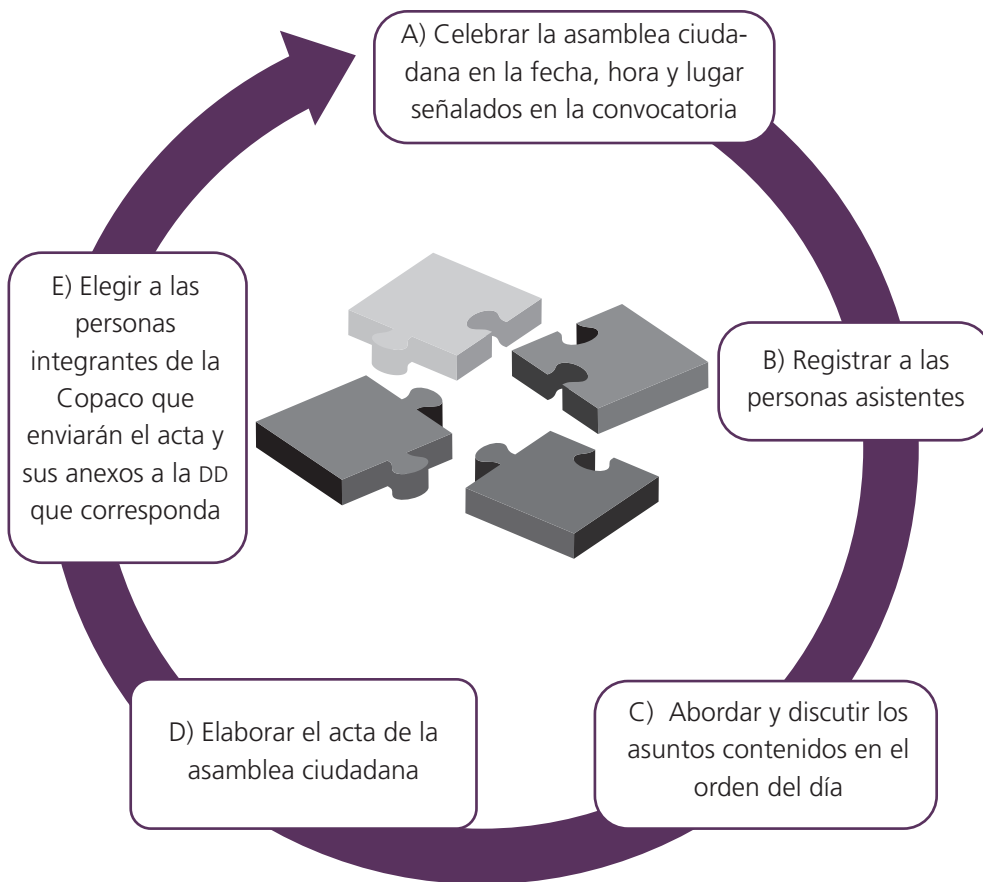 A) Celebrar la asamblea ciuda-
dana en la fecha, hora y lugar
señalados en la convocatoria
B) Registrar a las
personas asistentes
C) Abordar y discutir los
asuntos contenidos en el
orden del día
D) Elaborar el acta de la
asamblea ciudadana
E) Elegir a las
personas
integrantes de la
Copaco que
enviarán el acta y
sus anexos a la DD
que corresponda